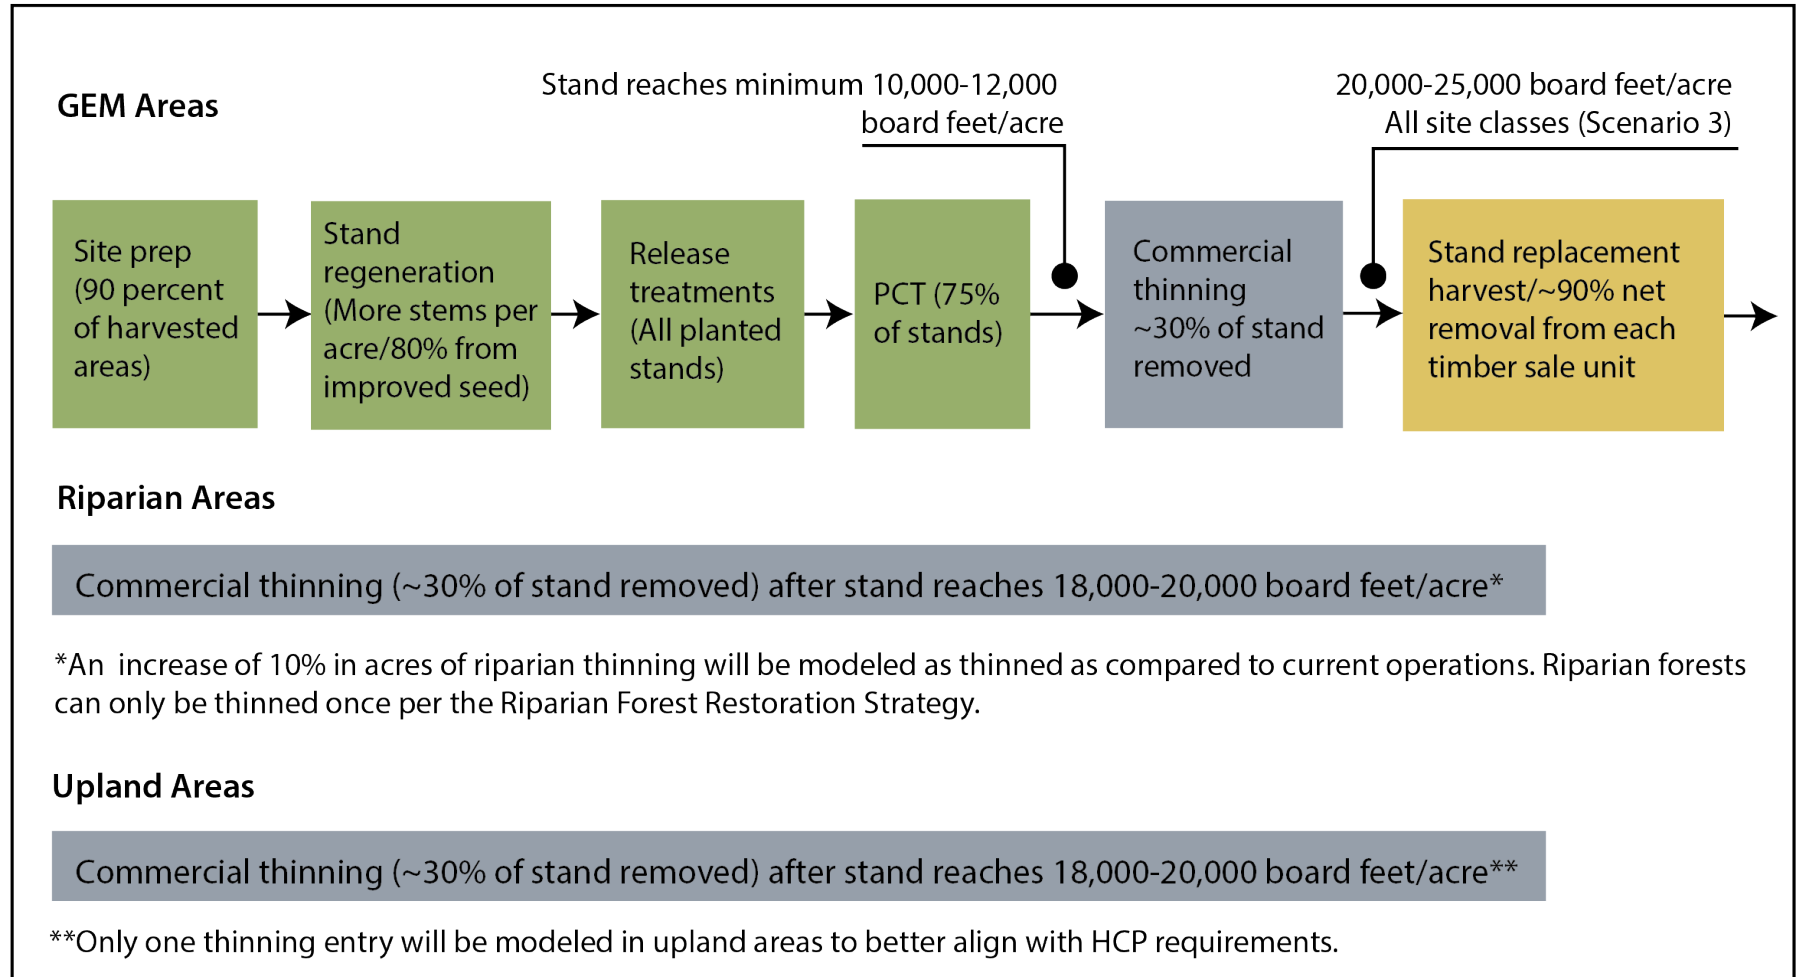 GEM Areas
Stand reaches minimum 10,000-12,000
board feet/acre
20,000-25,000 board feet/acre
All site classes (Scenario 3)
Site prep
(90 percent
of harvested
areas)
Stand
regeneration
(More stems per
acre/80% from
improved seed)
Release
treatments
(All planted
stands)
PCT (75%
of stands)
Commercial
thinning
~30% of stand
removed
Stand replacement
harvest/~90% net
removal from each
timber sale unit
Riparian Areas
Commercial thinning (~30% of stand removed) after stand reaches 18,000-20,000 board feet/acre*
*An increase of 10% in acres of riparian thinning will be modeled as thinned as compared to current operations. Riparian forests
can only be thinned once per the Riparian Forest Restoration Strategy.
Upland Areas
Commercial thinning (~30% of stand removed) after stand reaches 18,000-20,000 board feet/acre**
**Only one thinning entry will be modeled in upland areas to better align with HCP requirements.